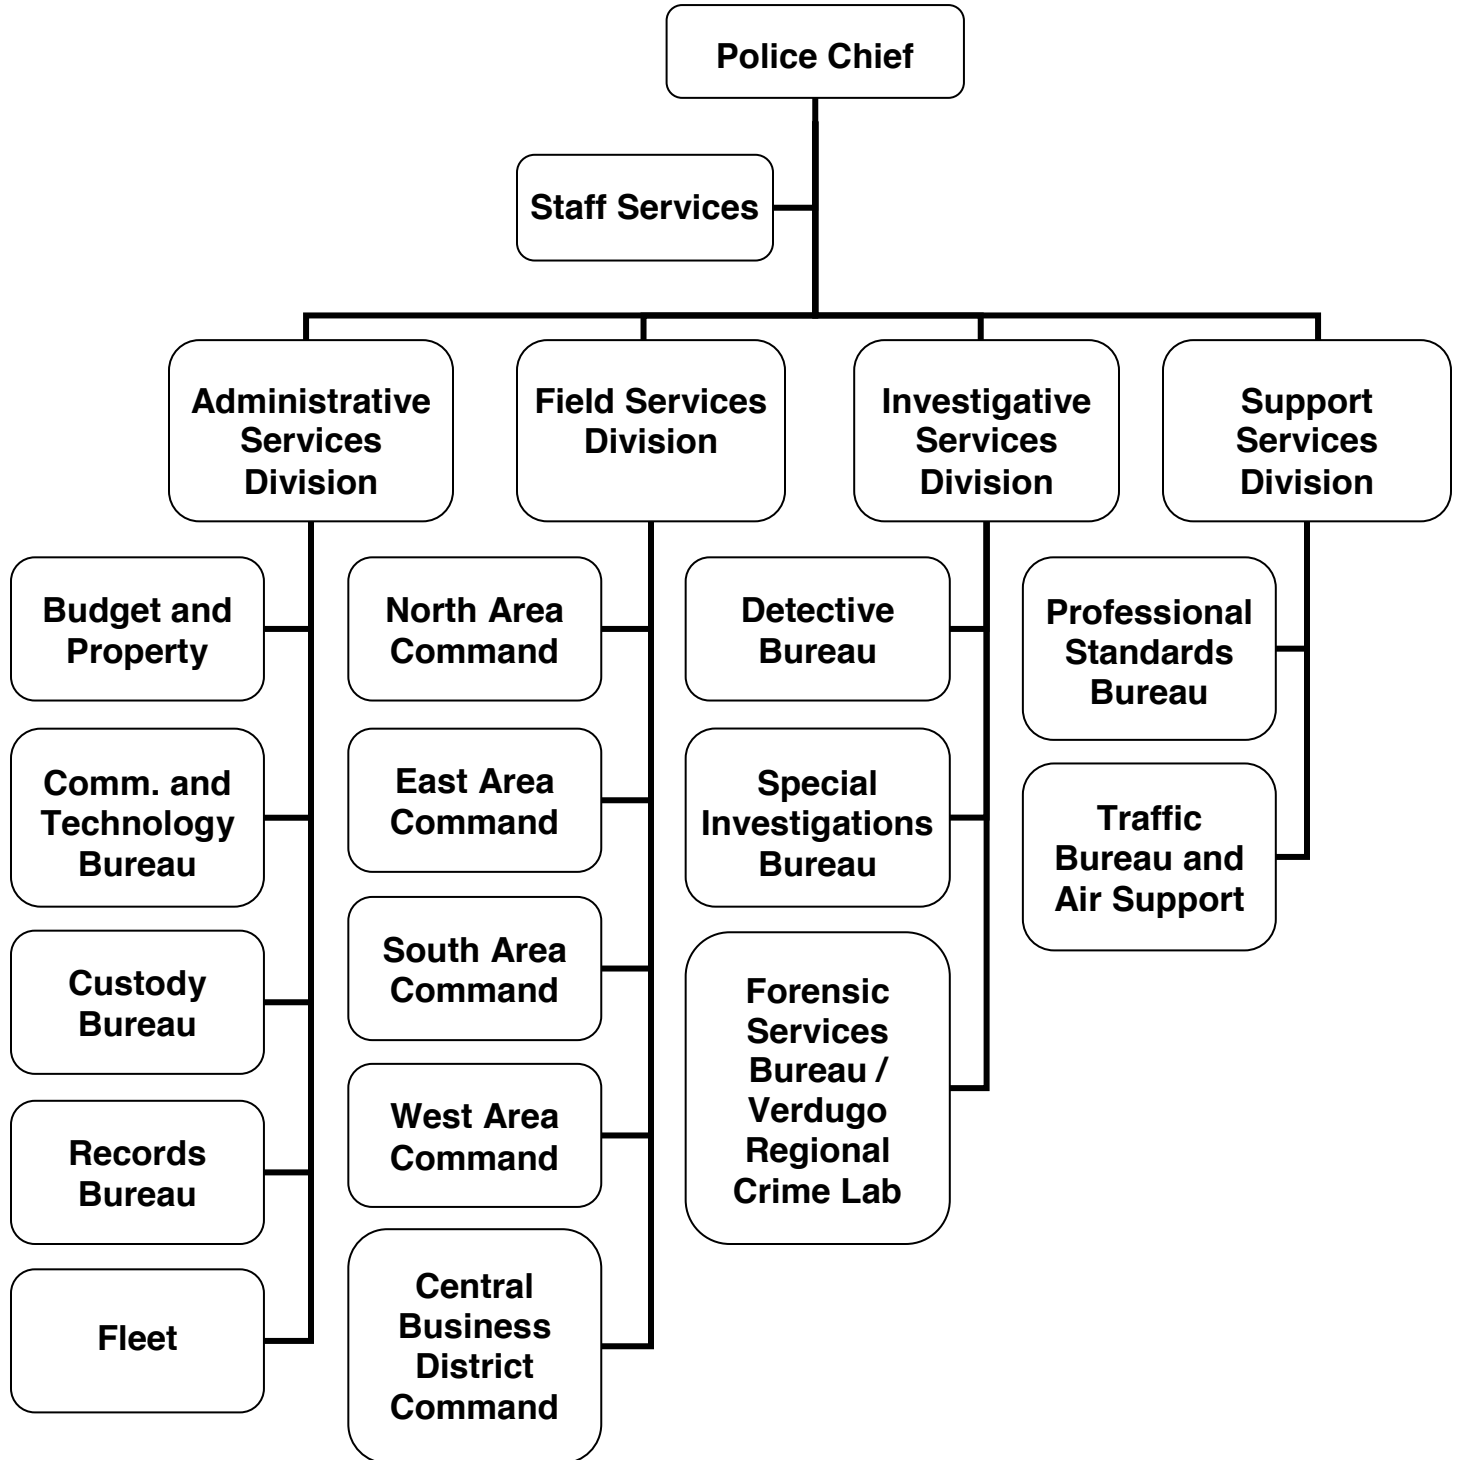 Police Chief
Staff Services
Administrative
Services
Division
Field Services
Division
Investigative
Services
Division
Support
Services
Division
Budget and
Property
Comm. and
Technology
Bureau
Custody
Bureau
Records
Bureau
Fleet
North Area
Command
East Area
Command
South Area
Command
West Area
Command
Central
Business
District
Command
Detective
Bureau
Special
Investigations
Bureau
Forensic
Services
Bureau /
Verdugo
Regional
Crime Lab
Professional
Standards
Bureau
Traffic
Bureau and
Air Support